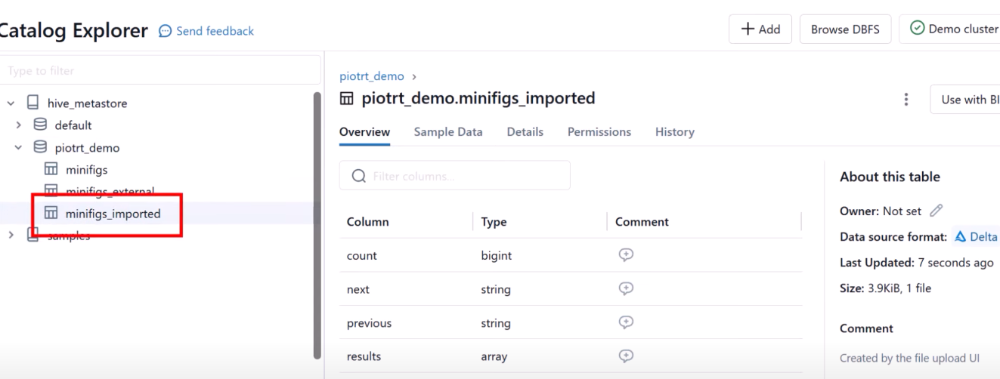 Catalog Explorer Send feedback
Add Browse DBFS Demo cluster
Type to filter
hive_metastore
default
piotrt_demo
minifigs
minifigs_external
minifigs_imported
samples
piotrt_demo >
piotrt_demo.minifigs_imported
Use with BI
Overview Sample Data Details Permissions History
Filter columns...
Column Type Comment
count bigint
next string
previous string
results array
About this table
Owner: Not set
Data source format: Delta
Last Updated: 7 seconds ago
Size: 3.9KiB, 1 file
Comment
Created by the file upload UI